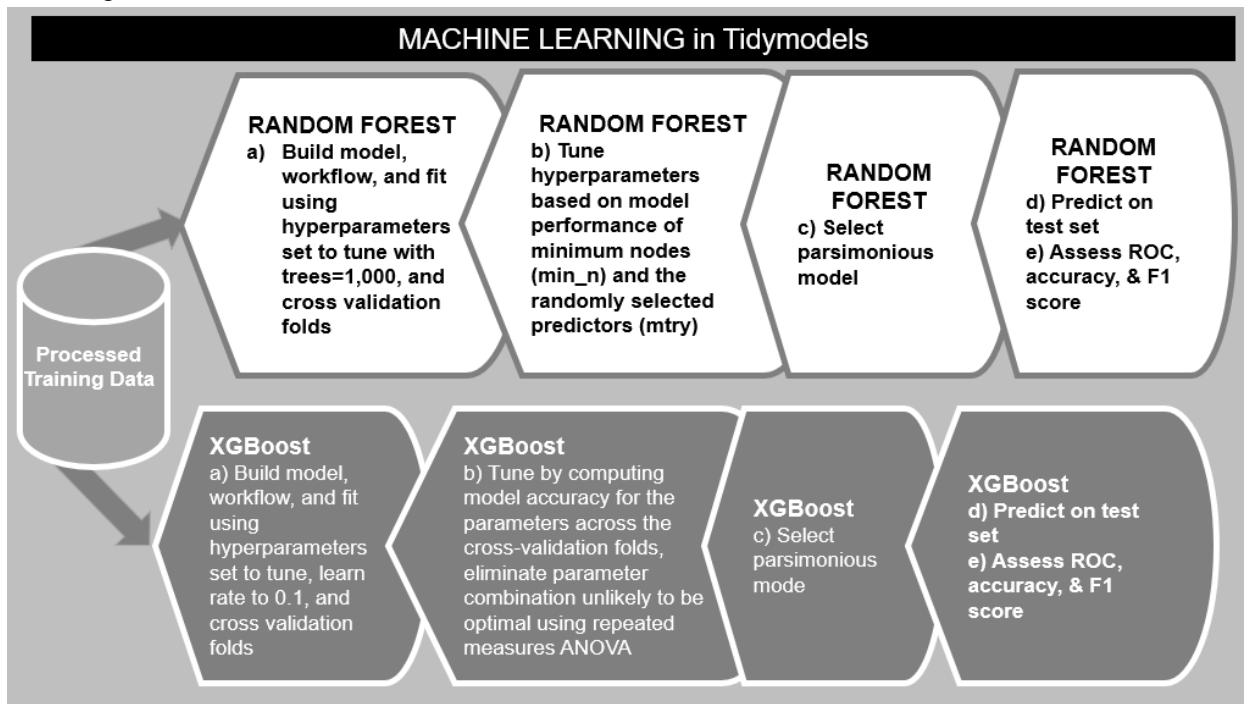 MACHINE LEARNING in Tidymodels
Processed
Training Data
RANDOM FOREST
a) Build model,
workflow, and fit
using
hyperparameters
set to tune with
trees=1,000, and
cross validation
folds
RANDOM FOREST
b) Tune
hyperparameters
based on model
performance of
minimum nodes
(min_n) and the
randomly selected
predictors (mtry)
RANDOM
FOREST
c) Select
parsimonious
model
RANDOM
FOREST
d) Predict on
test set
e) Assess ROC,
accuracy, & F1
score
XGBoost
a) Build model,
workflow, and fit
using
hyperparameters
set to tune, learn
rate to 0.1, and
cross validation
folds
XGBoost
b) Tune by computing
model accuracy for the
parameters across the
cross-validation folds,
eliminate parameter
combination unlikely to be
optimal using repeated
measures ANOVA
XGBoost
c) Select
parsimonious
mode
XGBoost
d) Predict on test
set
e) Assess ROC,
accuracy, & F1
score